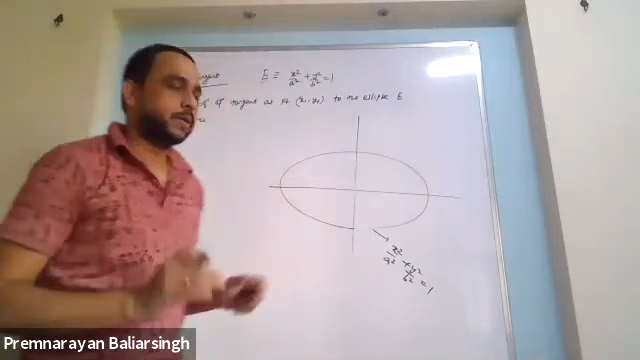 E ≡ x²/a² + y²/b² = 1
of tangent at pt (x₁, y₁) to the ellipse E
x²/a² + y²/b² = 1
Premnarayan Baliarsingh